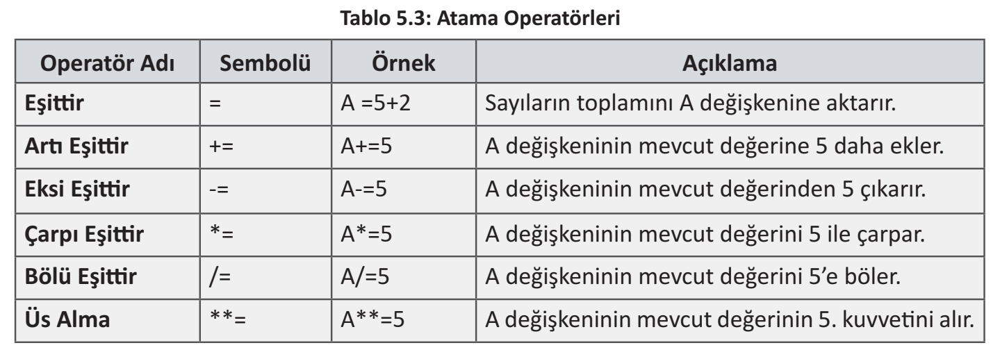 Tablo 5.3: Atama Operatörleri
Operatör Adı Sembolü Örnek Açıklama
Eşittir = A =5+2 Sayıların toplamını A değişkenine aktarır.
Artı Eşittir += A+=5 A değişkeninin mevcut değerine 5 daha ekler.
Eksi Eşittir -= A-=5 A değişkeninin mevcut değerinden 5 çıkarır.
Çarpı Eşittir *= A*=5 A değişkeninin mevcut değerini 5 ile çarpar.
Bölü Eşittir /= A/=5 A değişkeninin mevcut değerini 5’e böler.
Üs Alma **= A**=5 A değişkeninin mevcut değerinin 5. kuvvetini alır.